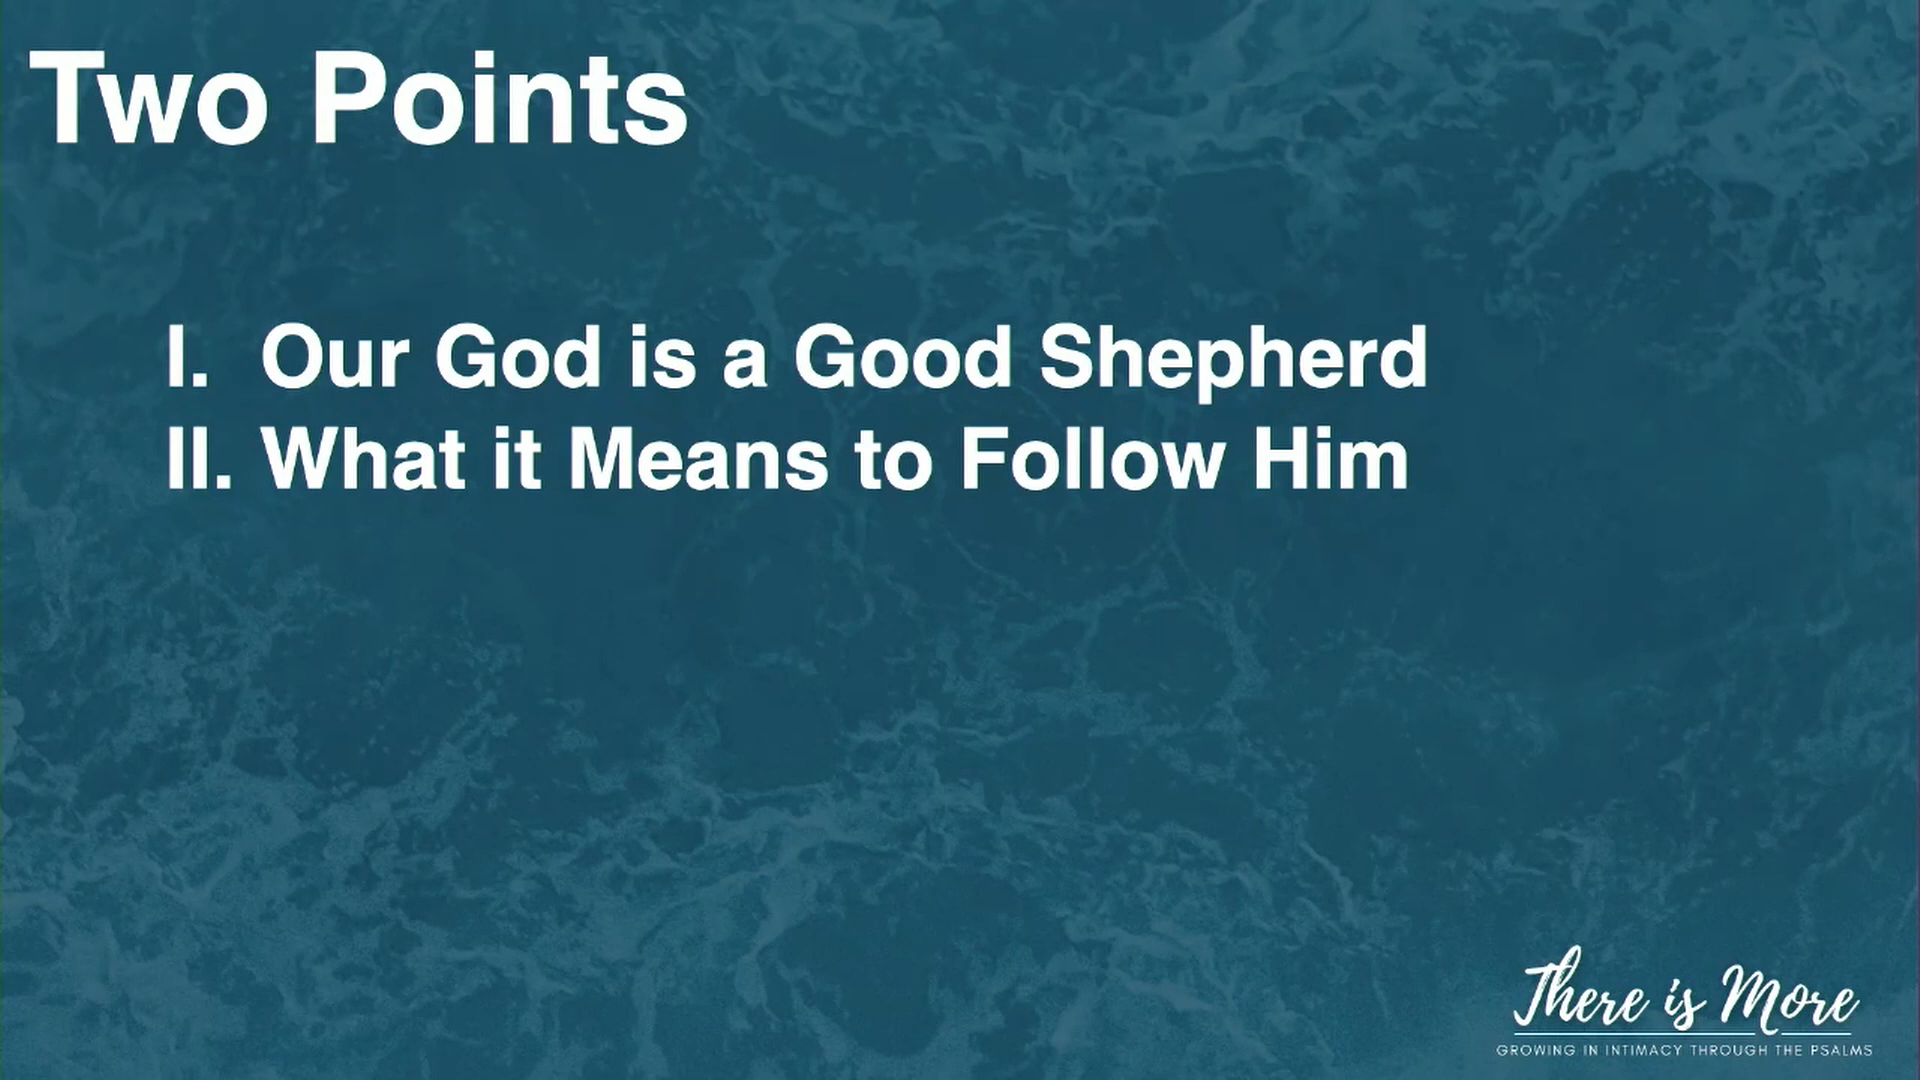 Two Points
I. Our God is a Good Shepherd
II. What it Means to Follow Him
There is More
GROWING IN INTIMACY THROUGH THE PSALMS